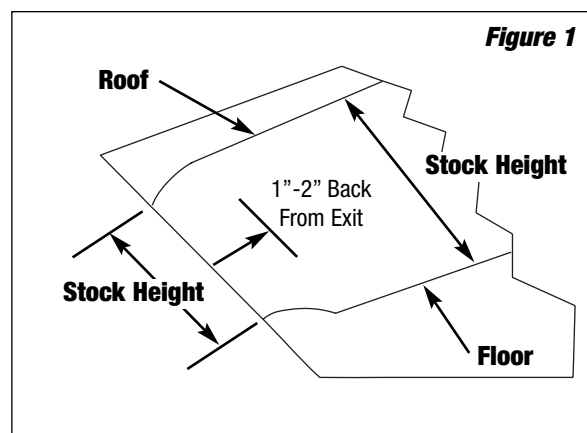 Figure 1
Roof
Stock Height
1”-2” Back
From Exit
Stock Height
Floor